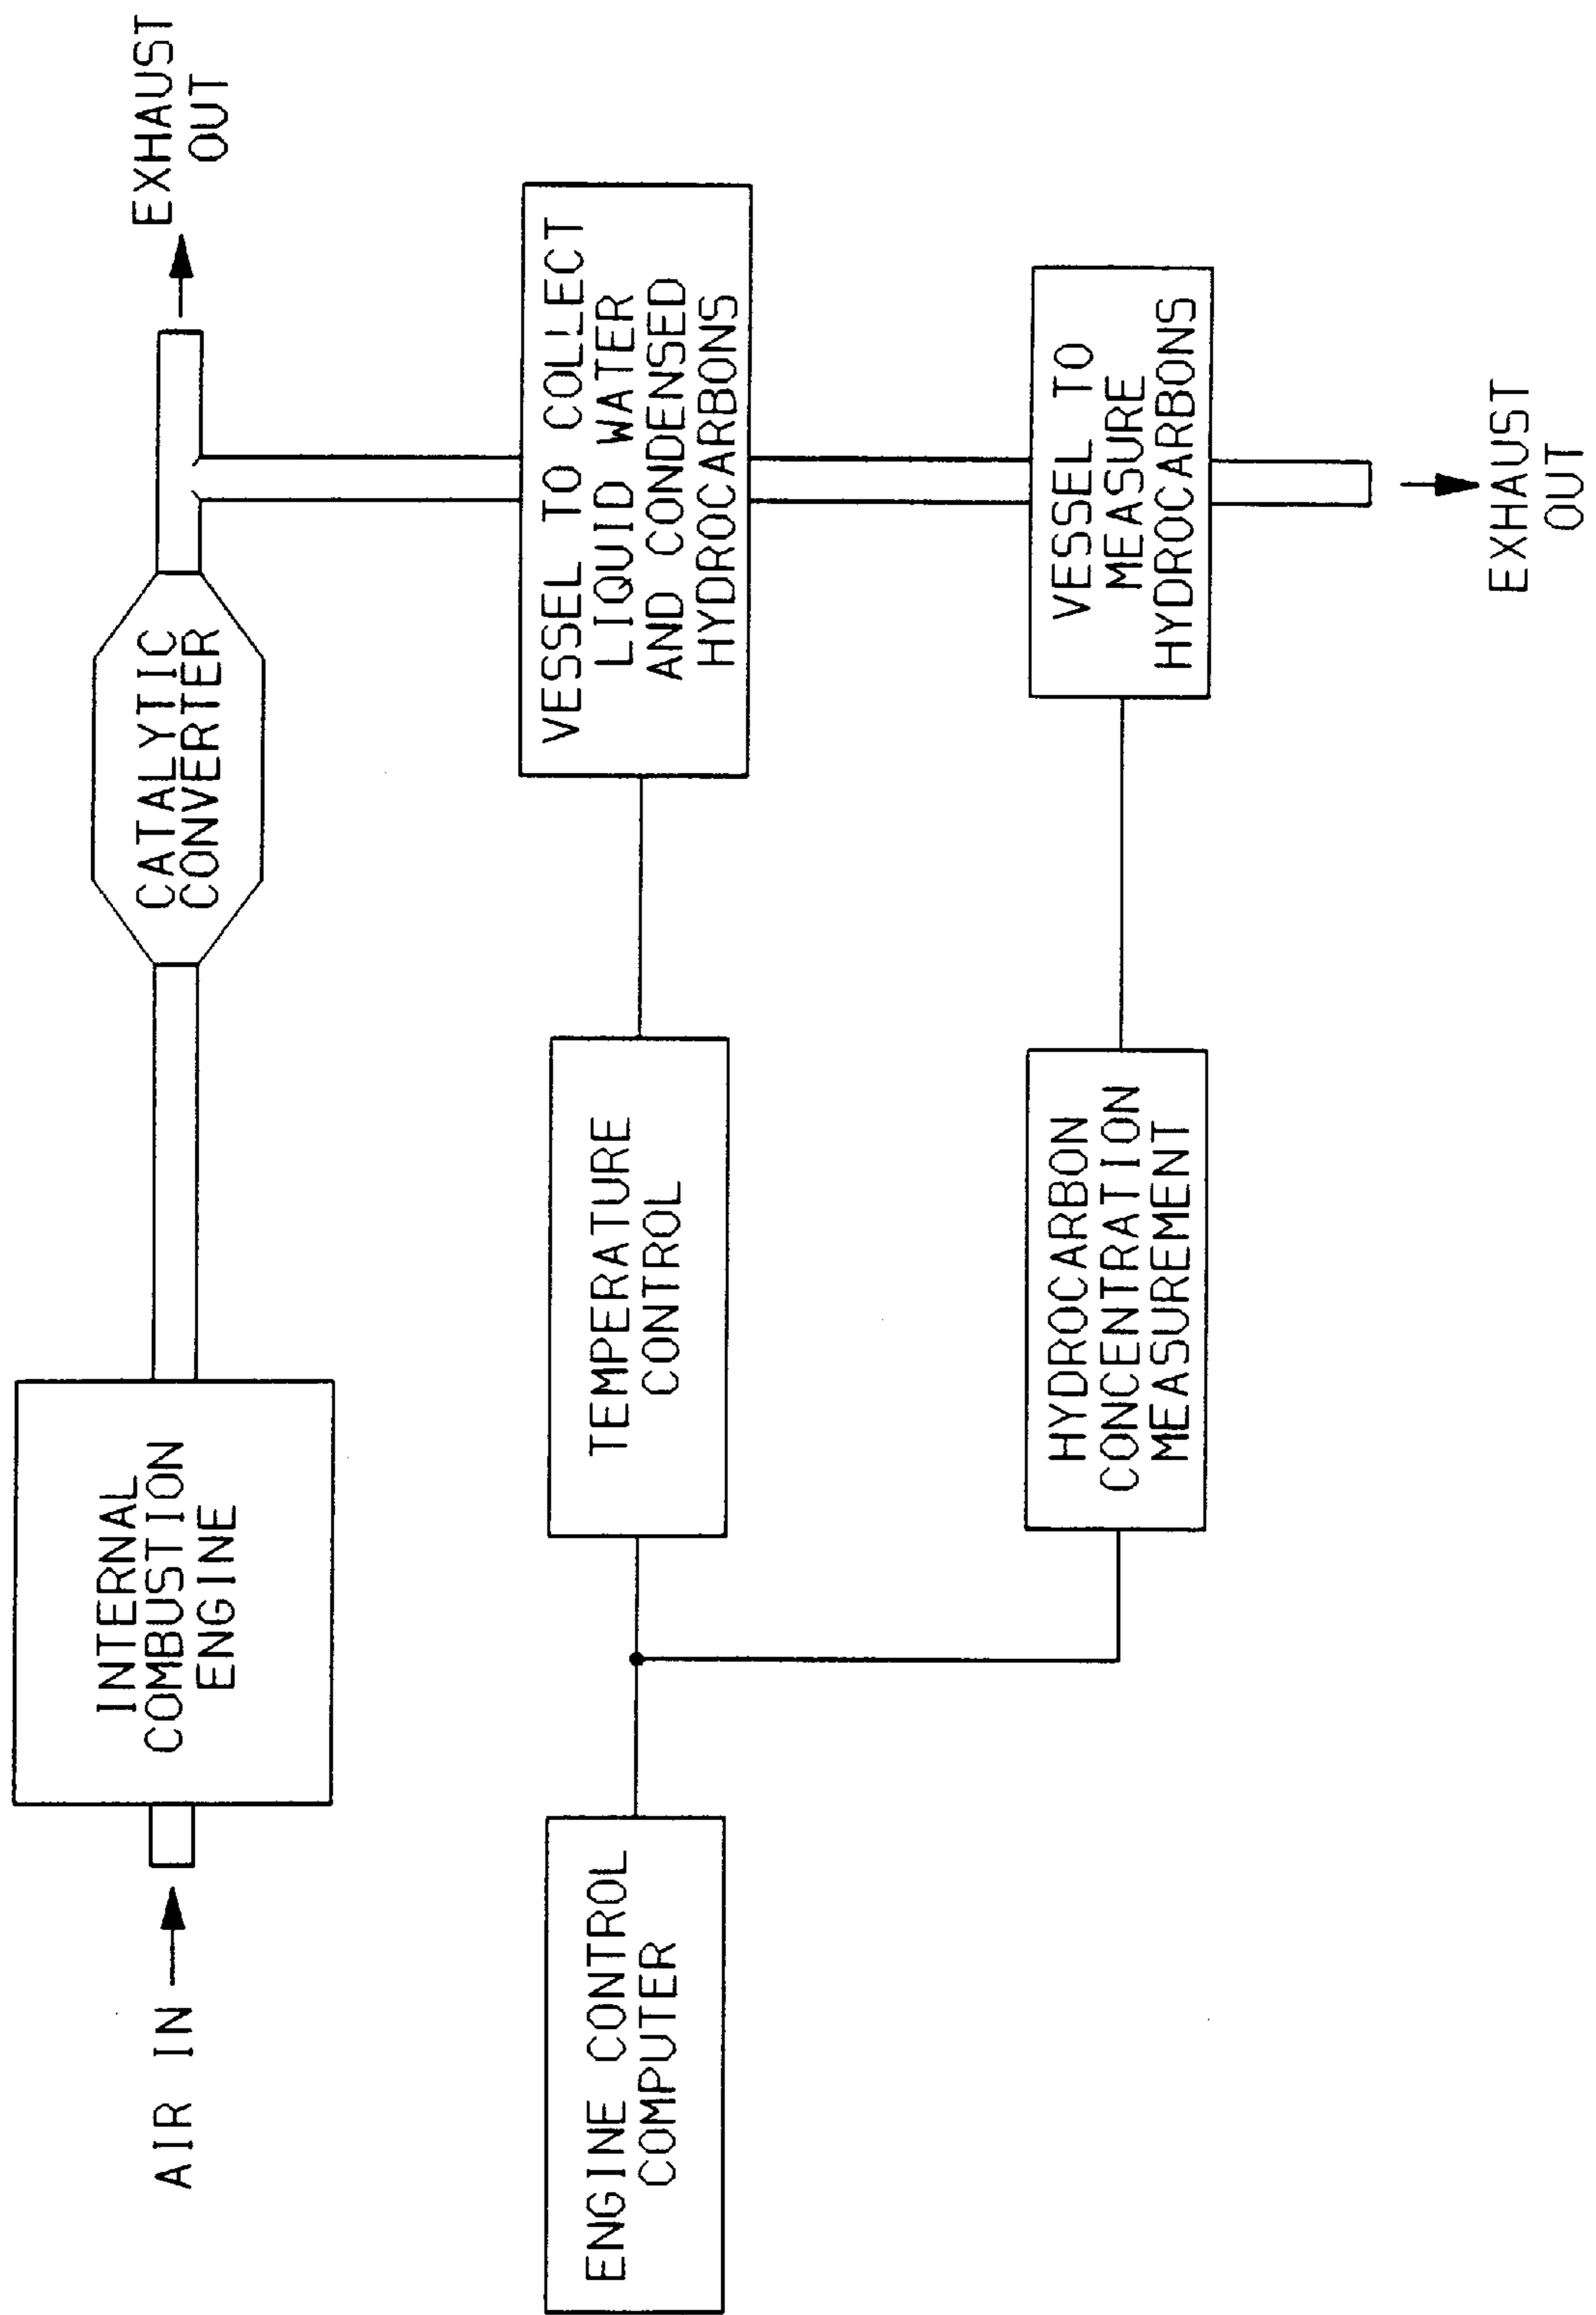 AIR IN
INTERNAL
COMBUSTION
ENGINE
CATALYTIC
CONVERTER
EXHAUST
OUT
ENGINE CONTROL
COMPUTER
TEMPERATURE
CONTROL
VESSEL TO COLLECT
LIQUID WATER
AND CONDENSED
HYDROCARBONS
HYDROCARBON
CONCENTRATION
MEASUREMENT
VESSEL TO
MEASURE
HYDROCARBONS
EXHAUST
OUT